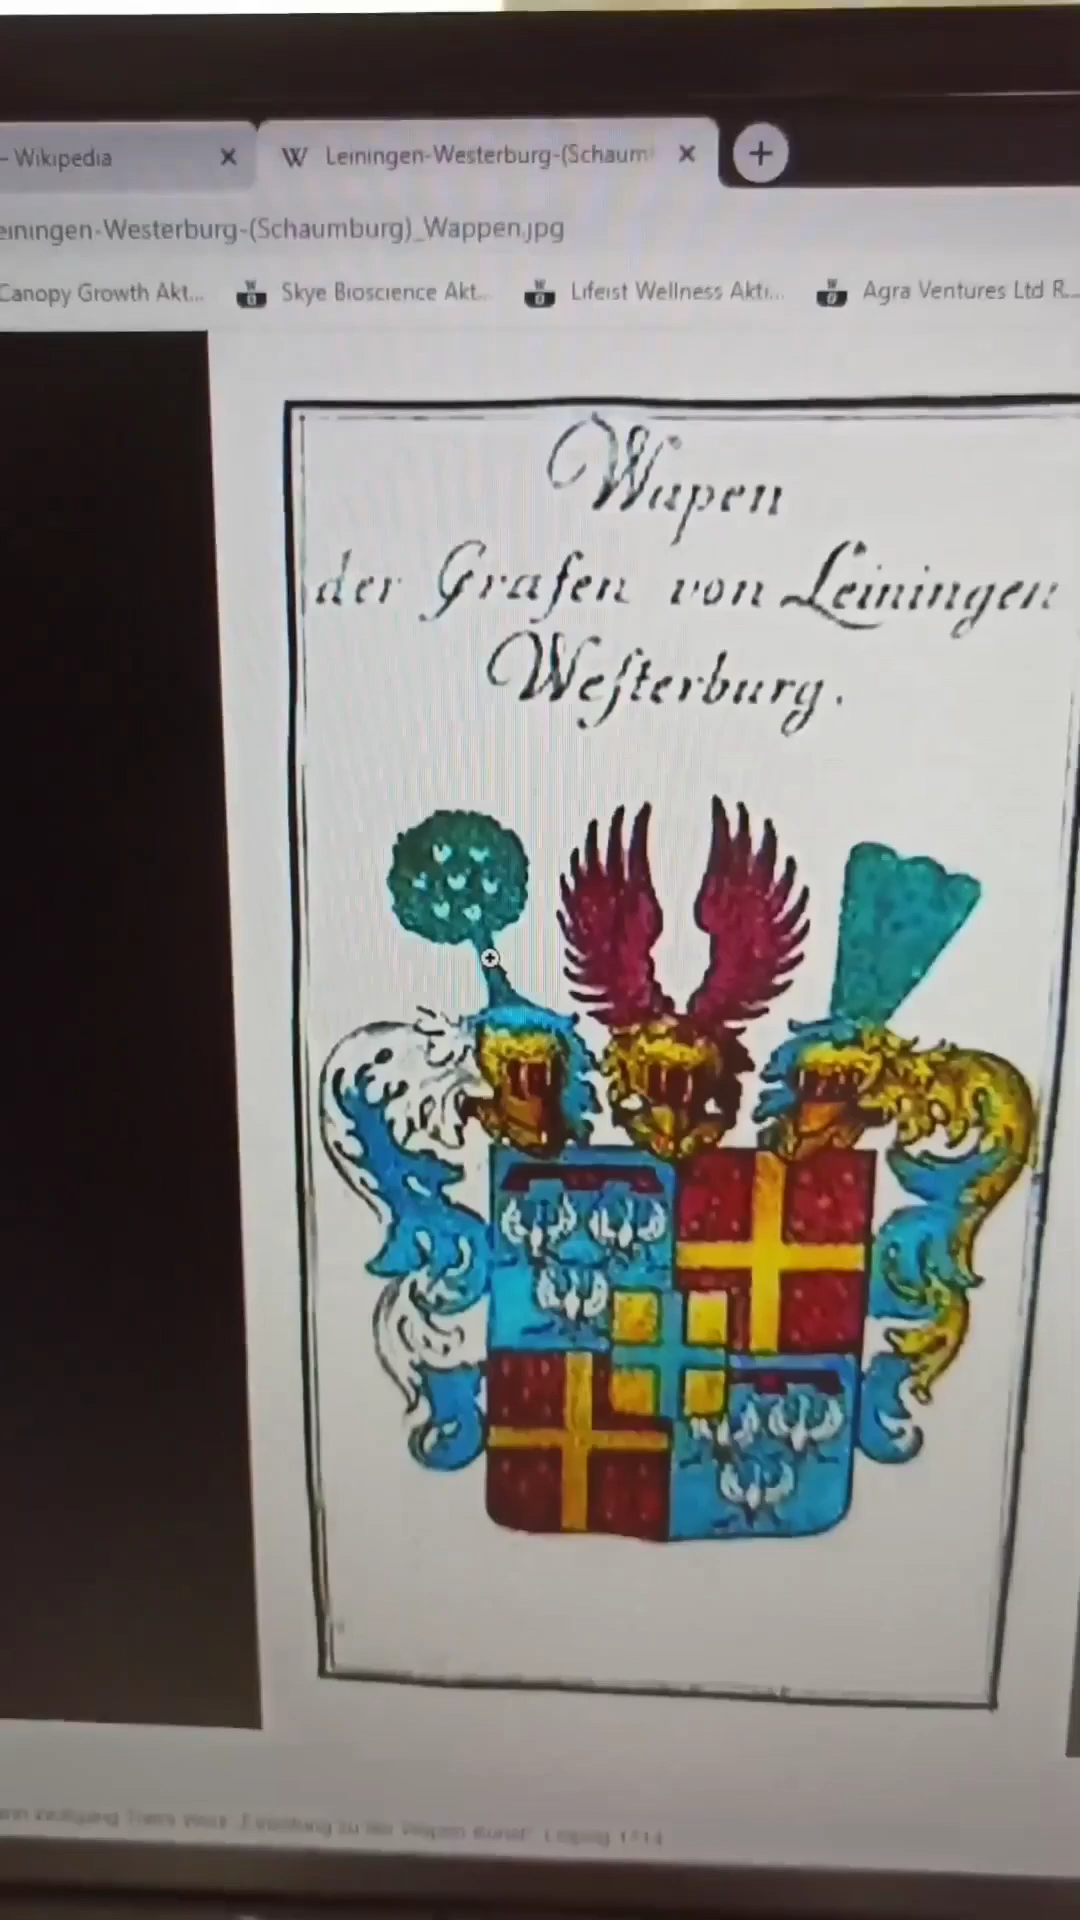 – Wikipedia
W Leiningen-Westerburg-(Schaum
einingen-Westerburg-(Schaumburg)_Wappen.jpg
Canopy Growth Akt... Skye Bioscience Akt... Lifeist Wellness Akti... Agra Ventures Ltd R...
Wapen
der Grafen von Leiningen
Weſterburg.